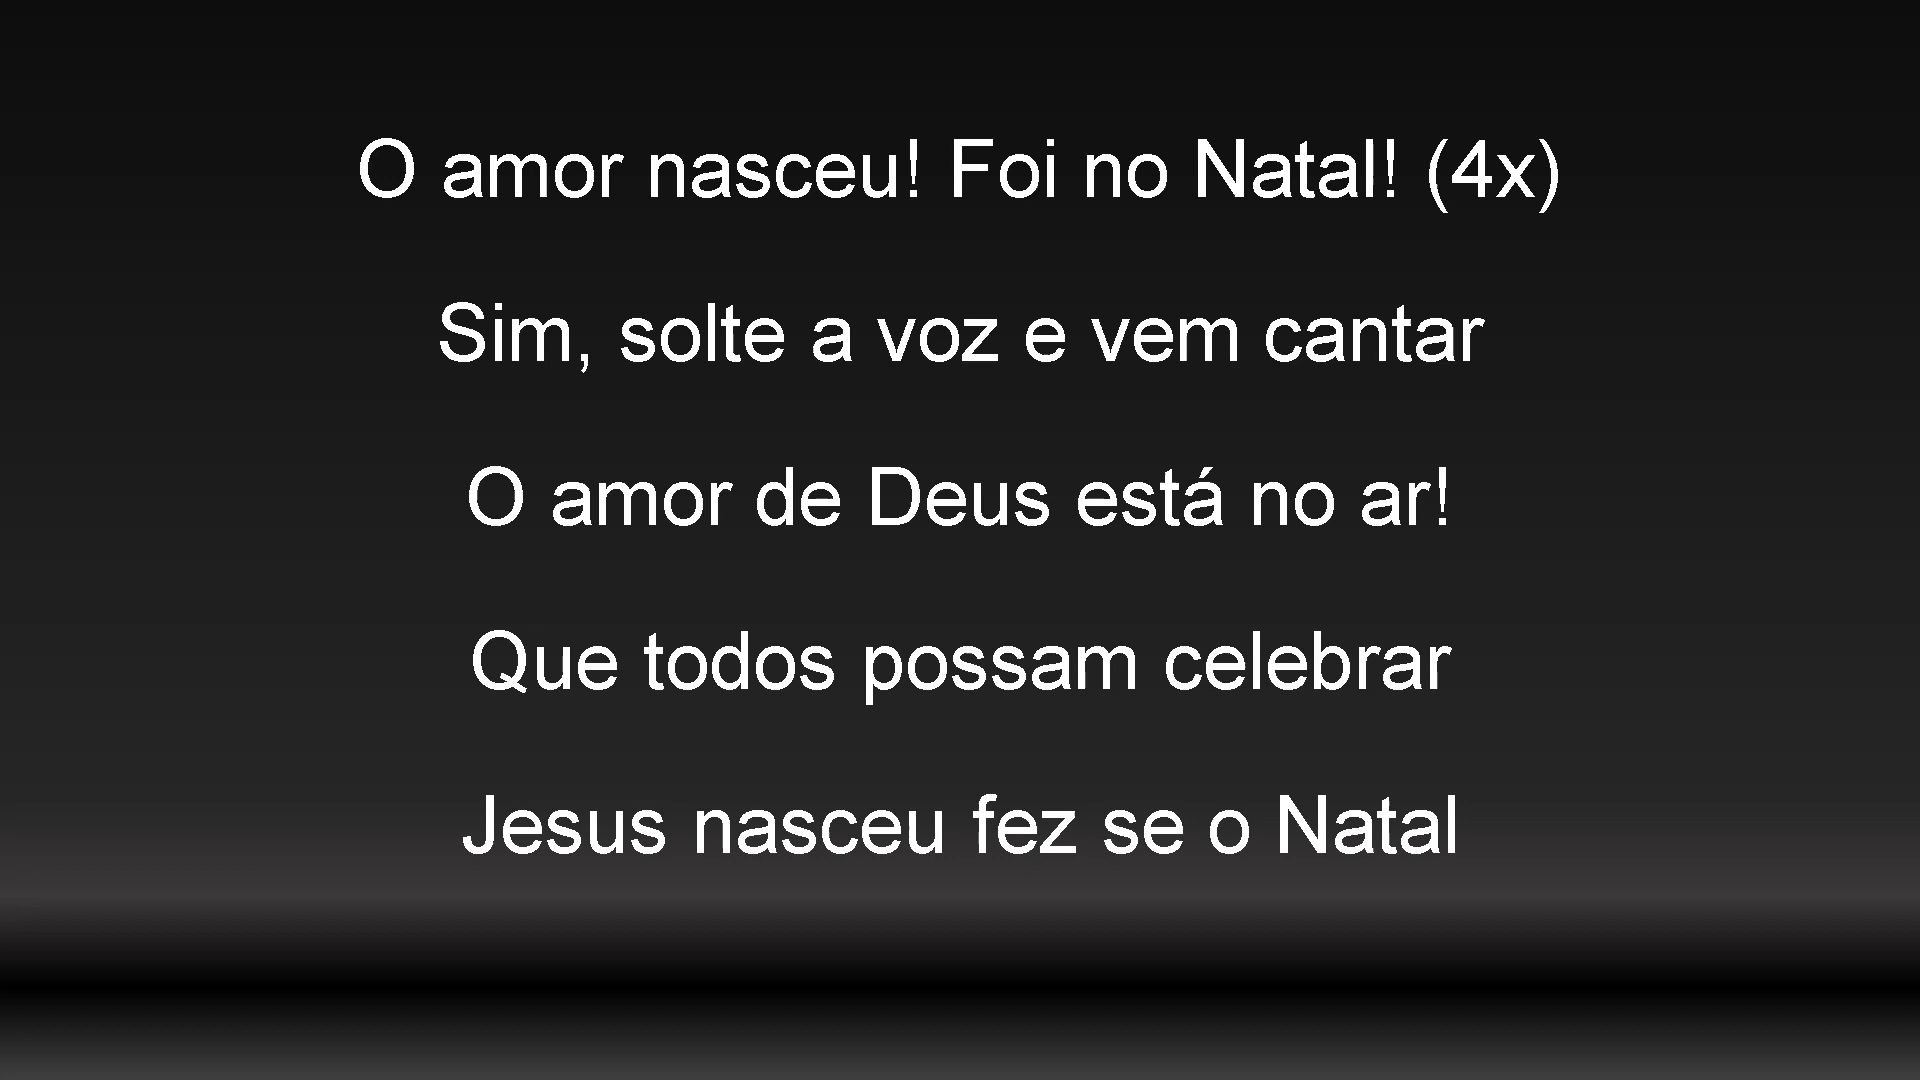 O amor nasceu! Foi no Natal! (4x)
Sim, solte a voz e vem cantar
O amor de Deus está no ar!
Que todos possam celebrar
Jesus nasceu fez se o Natal